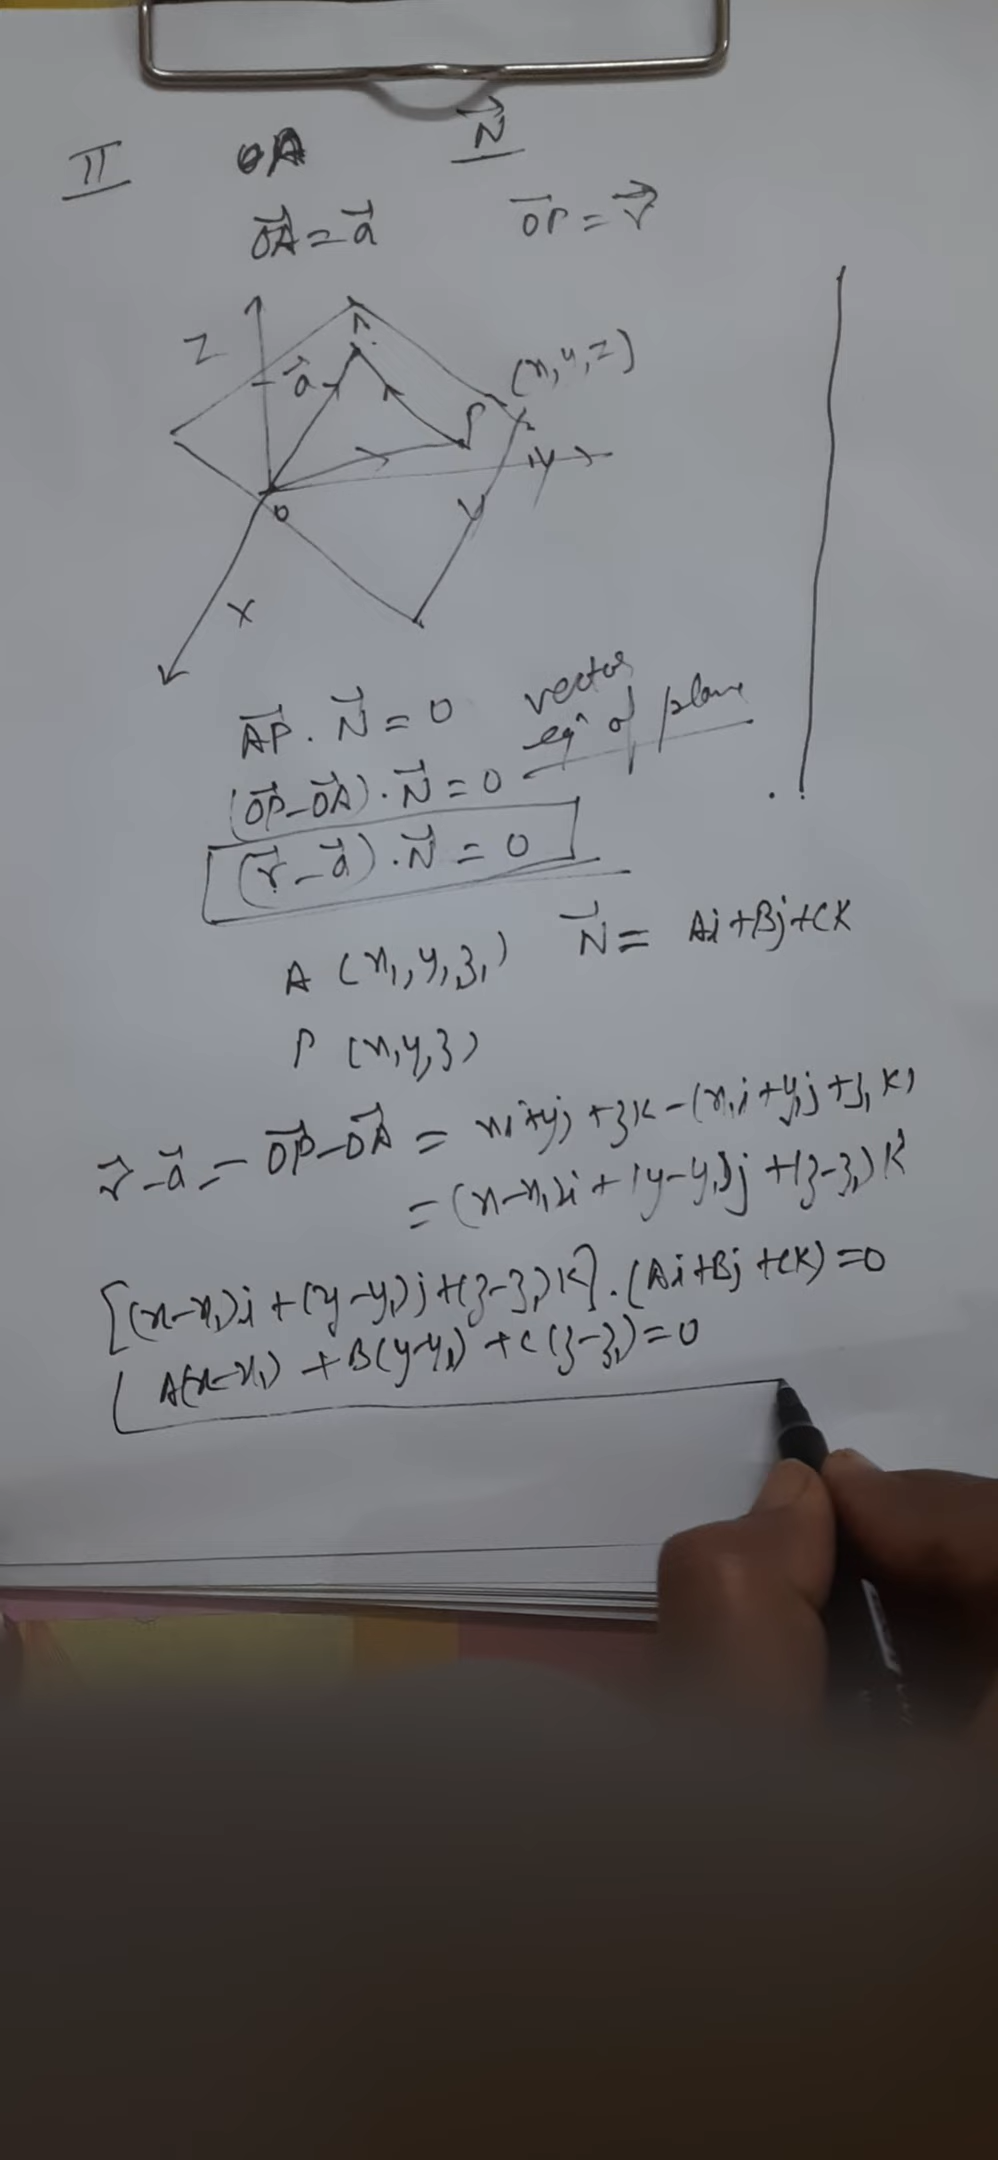 II OA N⃗
OA⃗ = a⃗ OP = r⃗
Z
A
a⃗
(x, y, z)
P
Y
O
X
AP⃗ . N⃗ = 0 vector
(OP⃗ - OA⃗) . N⃗ = 0 eqⁿ of plane
(r⃗ - a⃗) . N⃗ = 0
A (x₁, y₁ z₁) N⃗ = Ai + Bj + CK
P (x, y, z)
r⃗ - a⃗ = OP⃗ - OA⃗ = xi + yj + zK - (x₁i + y₁j + z₁K)
= (x-x₁)i + (y-y₁)j + (z-z₁)K
[(x-x₁)i + (y-y₁)j + (z-z₁)K] . (Ai + Bj + CK) = 0
A(x-x₁) + B(y-y₁) + C(z-z₁) = 0